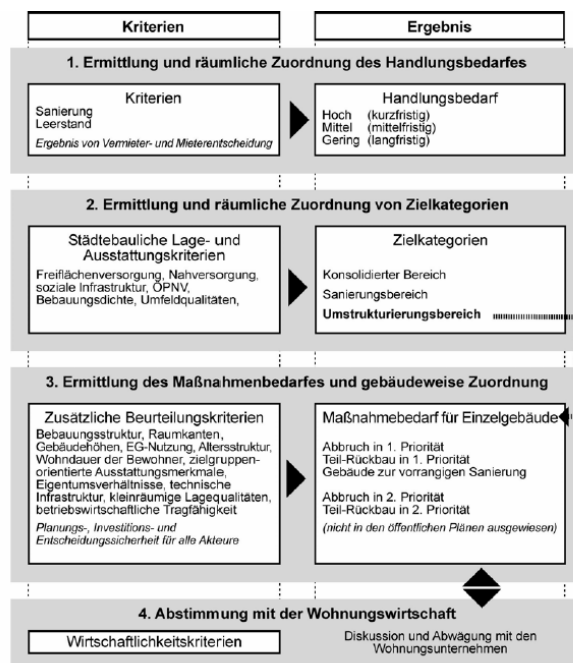 Kriterien
Ergebnis
1. Ermittlung und räumliche Zuordnung des Handlungsbedarfes
Kriterien
Sanierung
Leerstand
Ergebnis von Vermieter- und Mieterentscheidung
Handlungsbedarf
Hoch (kurzfristig)
Mittel (mittelfristig)
Gering (langfristig)
2. Ermittlung und räumliche Zuordnung von Zielkategorien
Städtebauliche Lage- und
Ausstattungskriterien
Freiflächenversorgung, Nahversorgung,
soziale Infrastruktur, ÖPNV,
Bebauungsdichte, Umfeldqualitäten,
Zielkategorien
Konsolidierter Bereich
Sanierungsbereich
Umstrukturierungsbereich
3. Ermittlung des Maßnahmenbedarfes und gebäudeweise Zuordnung
Zusätzliche Beurteilungskriterien
Bebauungsstruktur, Raumkanten,
Gebäudehöhen, EG-Nutzung, Altersstruktur,
Wohndauer der Bewohner, zielgruppen-
orientierte Ausstattungsmerkmale,
Eigentumsverhältnisse, technische
Infrastruktur, kleinräumige Lagequalitäten,
betriebswirtschaftliche Tragfähigkeit
Planungs-, Investitions- und
Entscheidungssicherheit für alle Akteure
Maßnahmebedarf für Einzelgebäude
Abbruch in 1. Priorität
Teil-Rückbau in 1. Priorität
Gebäude zur vorrangigen Sanierung
Abbruch in 2. Priorität
Teil-Rückbau in 2. Priorität
(nicht in den öffentlichen Plänen ausgewiesen)
4. Abstimmung mit der Wohnungswirtschaft
Wirtschaftlichkeitskriterien
Diskussion und Abwägung mit den
Wohnungsunternehmen